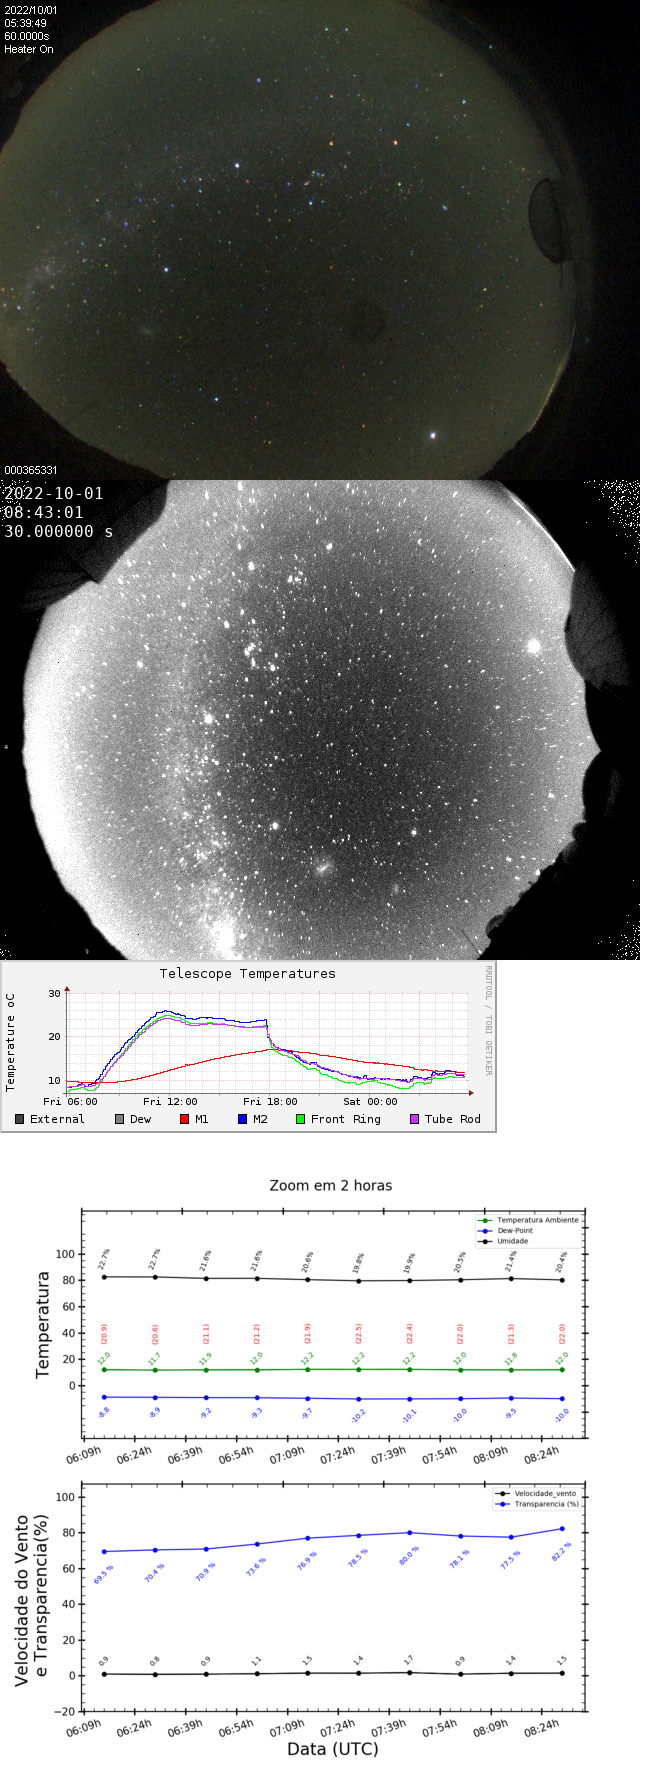 2022/10/01
05:39:49
60.0000s
Heater On
000365331
2022-10-01
08:43:01
30.000000 s
Telescope Temperatures
RRDTOOL / TOBI OETIKER
Temperature oC
30
20
10
Fri 06:00 Fri 12:00 Fri 18:00 Sat 00:00
External Dew M1 M2 Front Ring Tube Rod
Zoom em 2 horas
Temperatura Ambiente
Dew-Point
Umidade
Temperatura
100
80
60
40
20
0
22.7% 22.7% 21.6% 21.6% 20.6% 19.8% 19.9% 20.5% 21.4% 20.4%
(20.9) (20.6) (21.1) (21.2) (21.9) (22.5) (22.4) (22.0) (21.3) (22.0)
12.0 11.7 11.9 12.0 12.2 12.2 12.2 12.0 11.8 12.0
-8.8 -8.9 -9.2 -9.3 -9.7 -10.2 -10.1 -10.0 -9.5 -10.0
06:09h 06:24h 06:39h 06:54h 07:09h 07:24h 07:39h 07:54h 08:09h 08:24h
Velocidade_vento
Transparencia (%)
Velocidade do Vento
e Transparencia(%)
100
80
60
40
20
0
−20
69.5 % 70.4 % 70.9 % 73.6 % 76.9 % 78.5 % 80.0 % 78.1 % 77.5 % 82.2 %
0.9 0.8 0.9 1.1 1.5 1.4 1.7 0.9 1.4 1.5
06:09h 06:24h 06:39h 06:54h 07:09h 07:24h 07:39h 07:54h 08:09h 08:24h
Data (UTC)